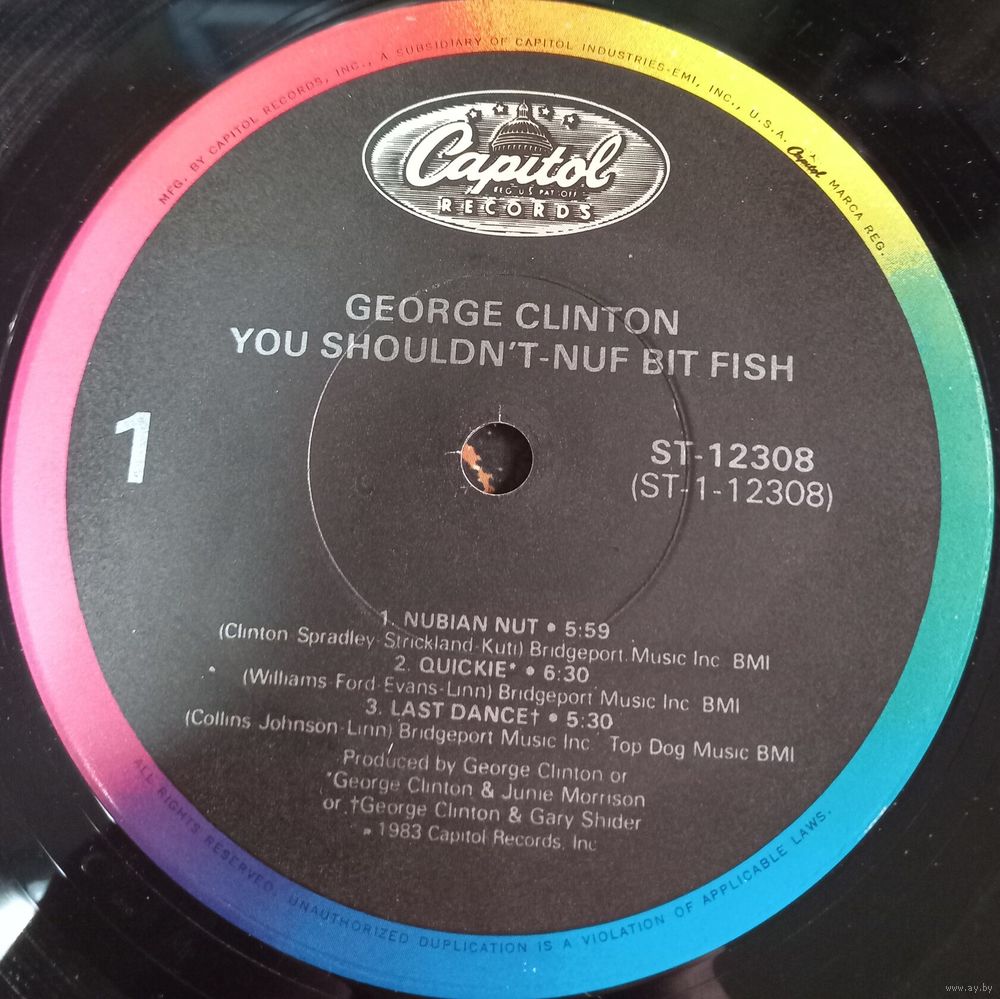 MFG. BY CAPITOL RECORDS, INC., A SUBSIDIARY OF CAPITOL INDUSTRIES-EMI, INC., U.S.A. Capitol MARCA REG.
Capitol
REG. U.S. PAT. OFF.
RECORDS
GEORGE CLINTON
YOU SHOULDN'T-NUF BIT FISH
1
ST-12308
(ST-1-12308)
1. NUBIAN NUT • 5:59
(Clinton-Spradley-Strickland-Kuti) Bridgeport Music Inc BMI
2. QUICKIE* • 6:30
(Williams-Ford-Evans-Linn) Bridgeport Music Inc BMI
3. LAST DANCE† • 5:30
(Collins Johnson-Linn) Bridgeport Music Inc Top Dog Music BMI
Produced by George Clinton or
*George Clinton & Junie Morrison
or †George Clinton & Gary Shider
℗ 1983 Capitol Records, Inc
ALL RIGHTS RESERVED. UNAUTHORIZED DUPLICATION IS A VIOLATION OF APPLICABLE LAWS.
www.ay.by